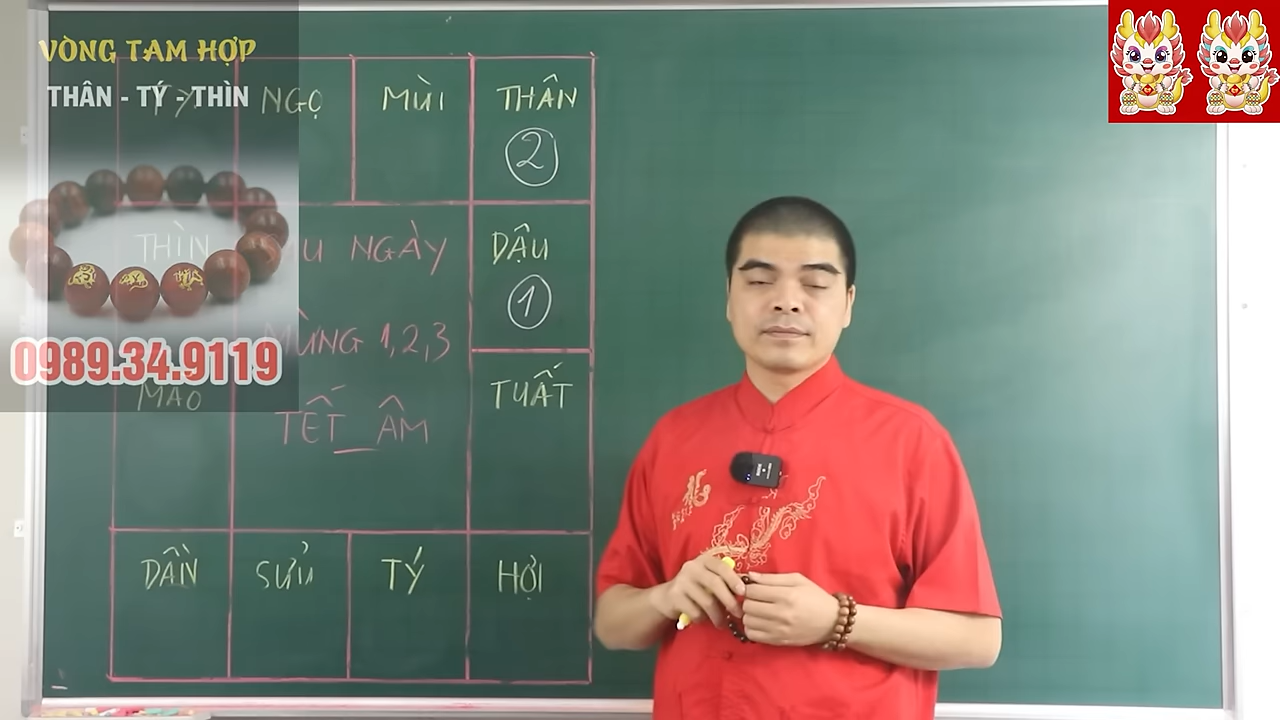 VÒNG TAM HỢP
THÂN - TÝ - THÌN
NGỌ
MÙI
THÂN
2
THÌN
U NGÀY
DẬU
1
MÙNG 1,2,3
0989.34.9119
MÃO
TẾT ÂM
TUẤT
DẦN
SỬU
TÝ
HỢI